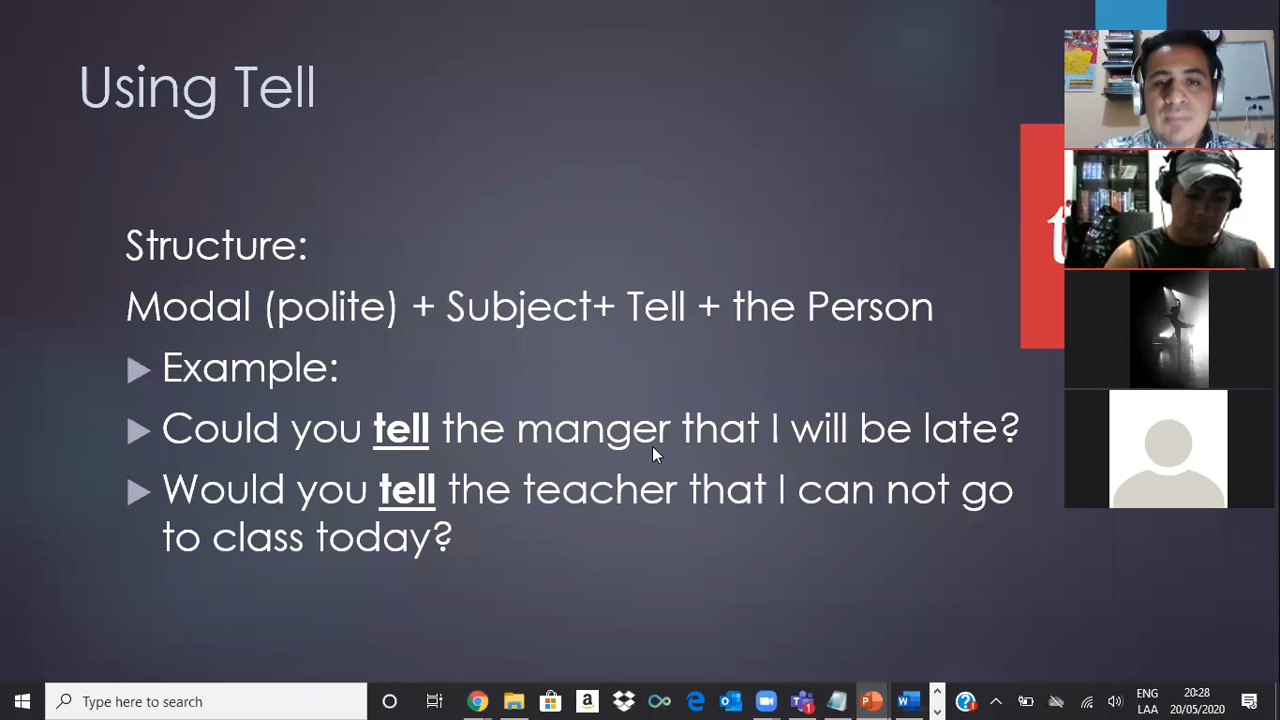 Using Tell
Structure:
Modal (polite) + Subject+ Tell + the Person
Example:
Could you tell the manger that I will be late?
Would you tell the teacher that I can not go
to class today?
t
Type here to search
ENG
LAA
20:28
20/05/2020